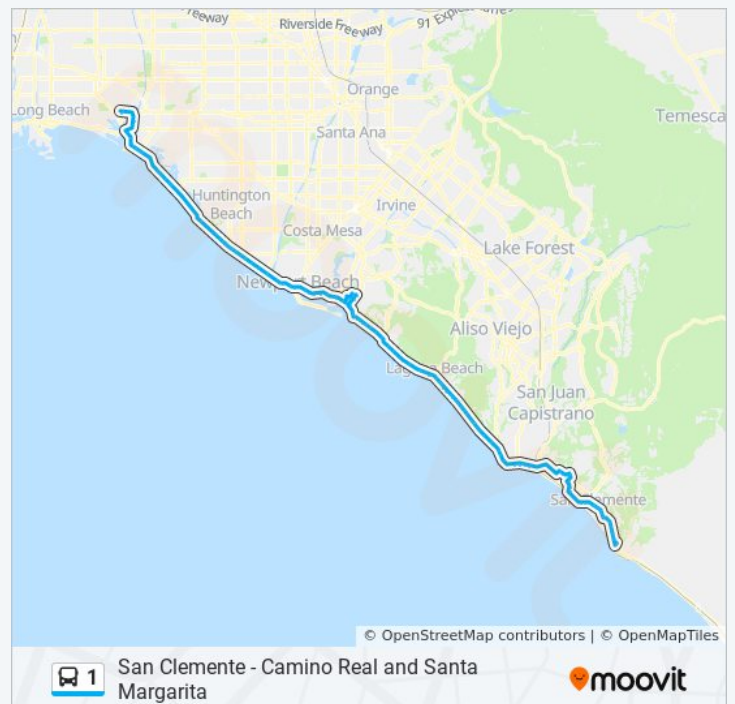 Freeway
Riverside Freeway
Orange
Long Beach
Santa Ana
Temesca
Huntington
Beach
Irvine
Costa Mesa
Lake Forest
Newport Beach
Aliso Viejo
Laguna Beach
San Juan
Capistrano
San Clemente
© OpenStreetMap contributors | © OpenMapTiles
1
San Clemente - Camino Real and Santa
Margarita
moovit